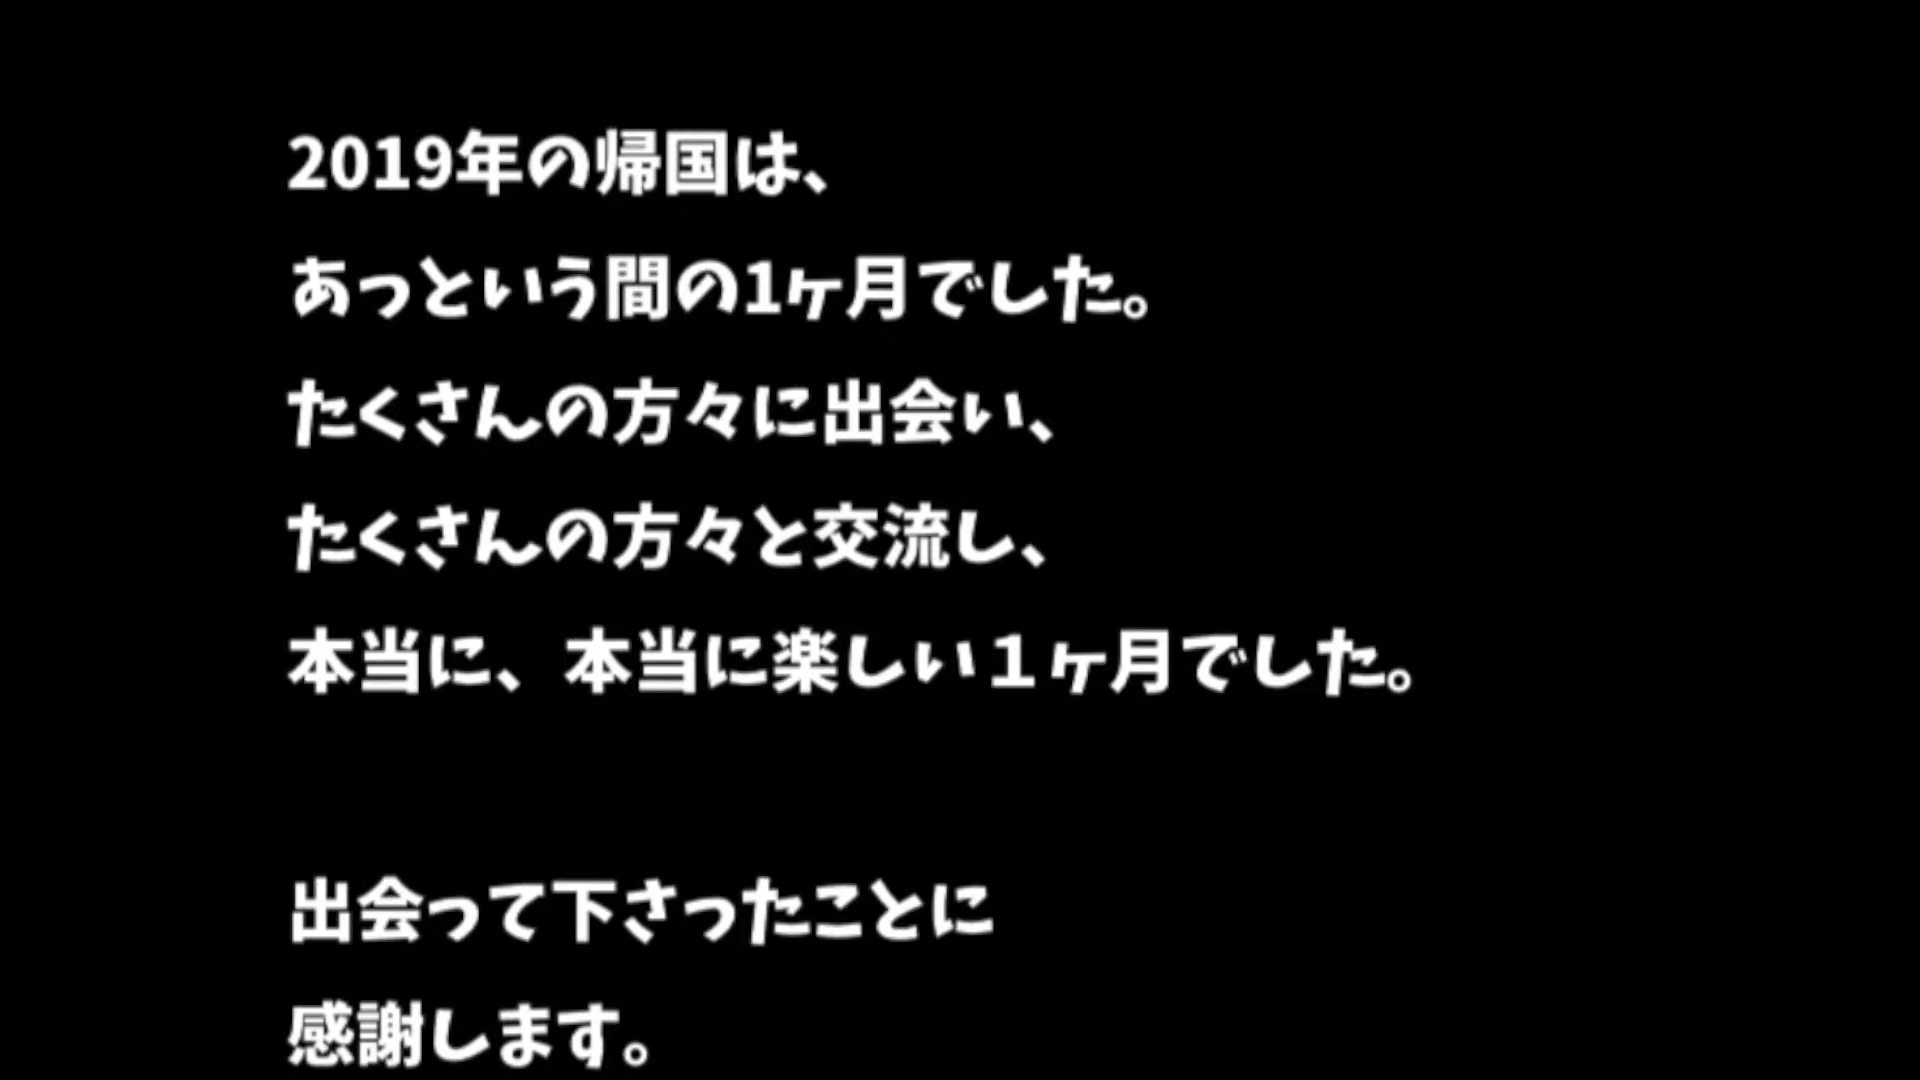 2019年の帰国は、
あっという間の1ヶ月でした。
たくさんの方々に出会い、
たくさんの方々と交流し、
本当に、本当に楽しい１ヶ月でした。
出会って下さったことに
感謝します。